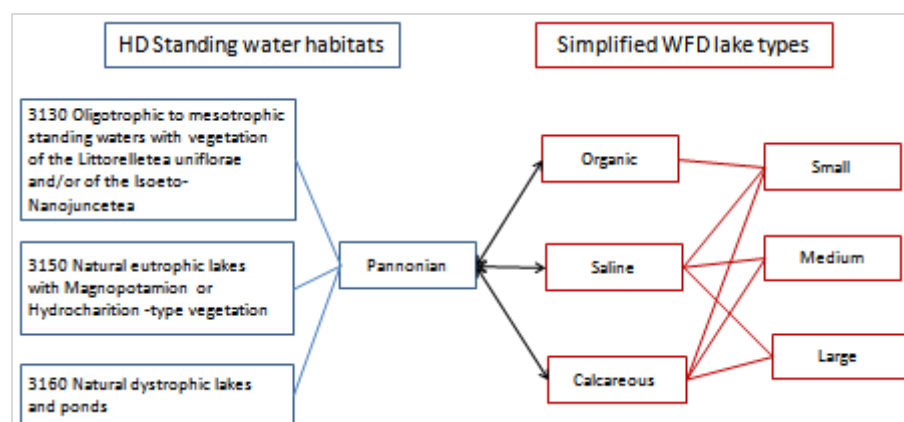 HD Standing water habitats
Simplified WFD lake types
3130 Oligotrophic to mesotrophic
standing waters with vegetation
of the Littorelletea uniflorae
and/or of the Isoeto-
Nanojuncetea
3150 Natural eutrophic lakes
with Magnopotamion or
Hydrocharition -type vegetation
3160 Natural dystrophic lakes
and ponds
Pannonian
Organic
Saline
Calcareous
Small
Medium
Large